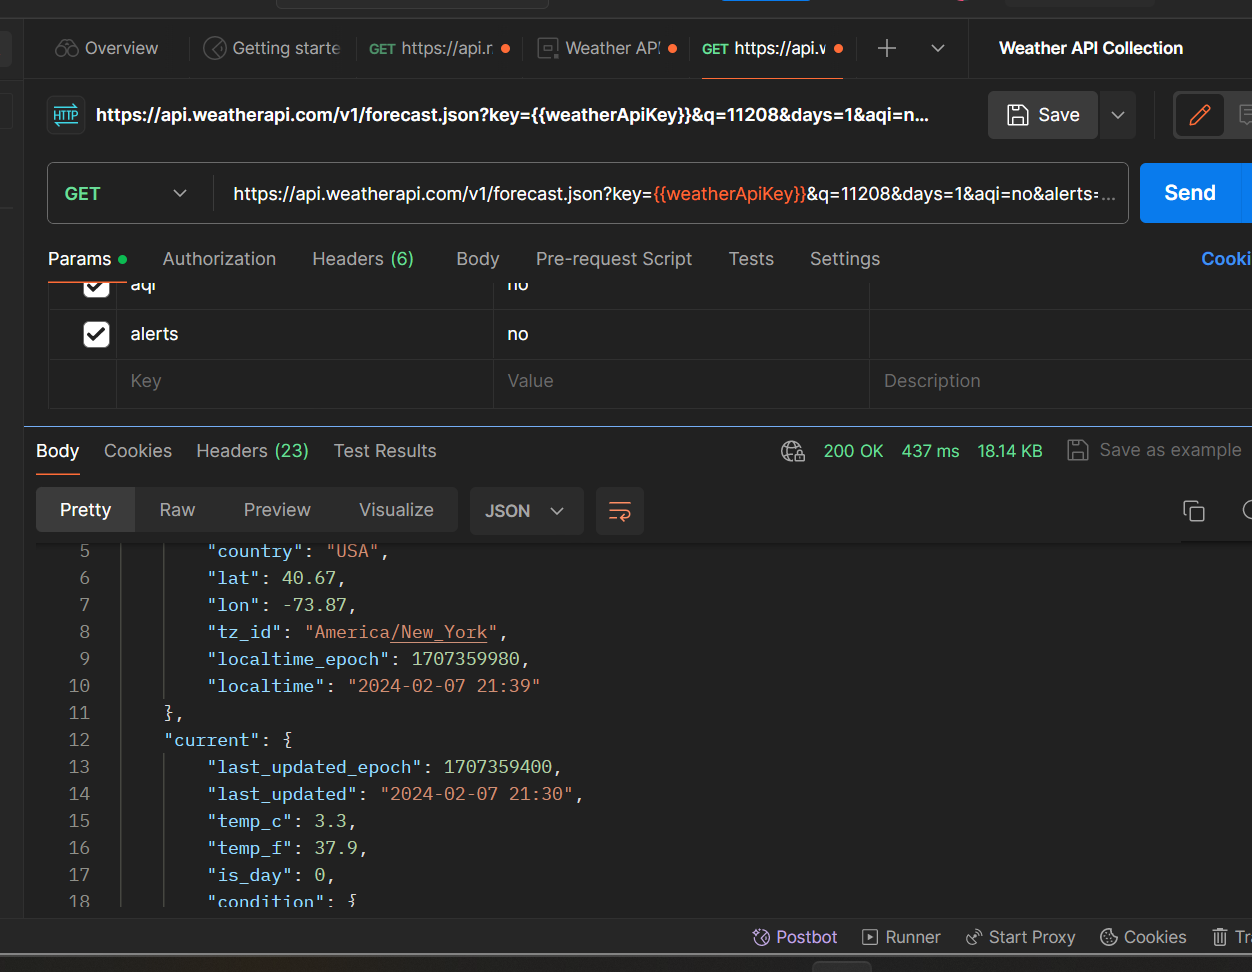 Overview Getting starte GET https://api.r Weather API GET https://api.v Weather API Collection
HTTP https://api.weatherapi.com/v1/forecast.json?key={{weatherApiKey}}&q=11208&days=1&aqi=n... Save
GET https://api.weatherapi.com/v1/forecast.json?key={{weatherApiKey}}&q=11208&days=1&aqi=no&alerts=... Send
Params Authorization Headers (6) Body Pre-request Script Tests Settings Cooki
aqi no
alerts no
Key Value Description
Body Cookies Headers (23) Test Results 200 OK 437 ms 18.14 KB Save as example
Pretty Raw Preview Visualize JSON
5 "country": "USA",
6 "lat": 40.67,
7 "lon": -73.87,
8 "tz_id": "America/New_York",
9 "localtime_epoch": 1707359980,
10 "localtime": "2024-02-07 21:39"
11 },
12 "current": {
13 "last_updated_epoch": 1707359400,
14 "last_updated": "2024-02-07 21:30",
15 "temp_c": 3.3,
16 "temp_f": 37.9,
17 "is_day": 0,
18 "condition": {
Postbot Runner Start Proxy Cookies Tr